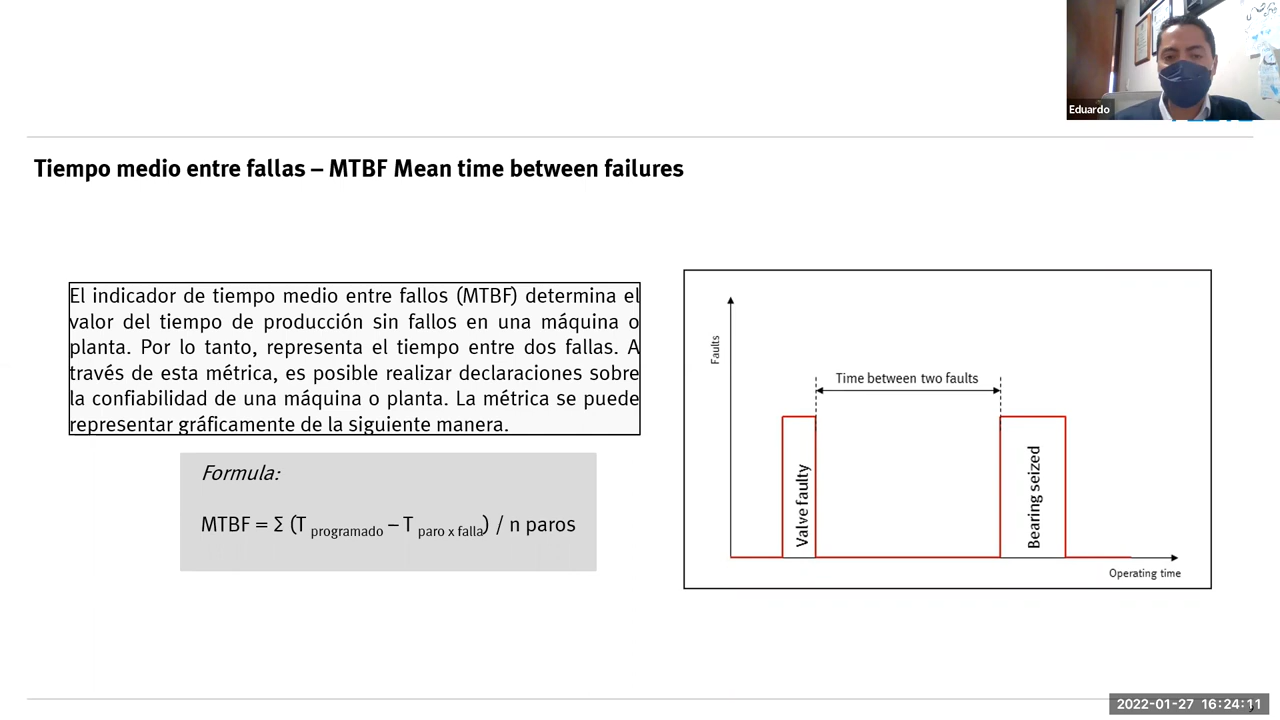 Eduardo
Tiempo medio entre fallas – MTBF Mean time between failures
El indicador de tiempo medio entre fallos (MTBF) determina el
valor del tiempo de producción sin fallos en una máquina o
planta. Por lo tanto, representa el tiempo entre dos fallas. A
través de esta métrica, es posible realizar declaraciones sobre
la confiabilidad de una máquina o planta. La métrica se puede
representar gráficamente de la siguiente manera.
Formula:
MTBF = Σ (T programado – T paro x falla) / n paros
Faults
Time between two faults
Valve faulty
Bearing seized
Operating time
2022-01-27 16:24:11